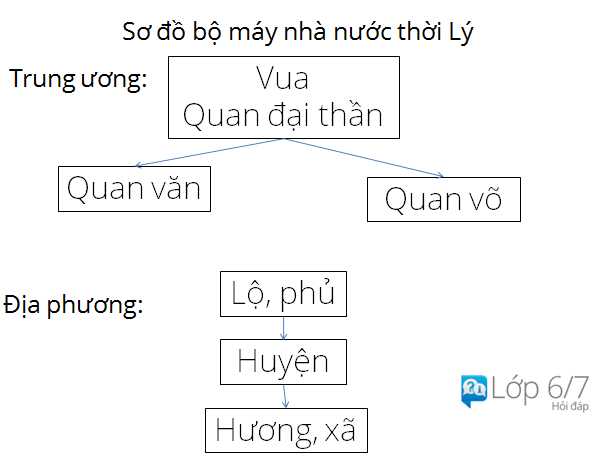 Sơ đồ bộ máy nhà nước thời Lý
Trung ương:
Vua
Quan đại thần
Quan văn
Quan võ
Địa phương:
Lộ, phủ
Huyện
Hương, xã
Lớp 6/7
Hỏi đáp